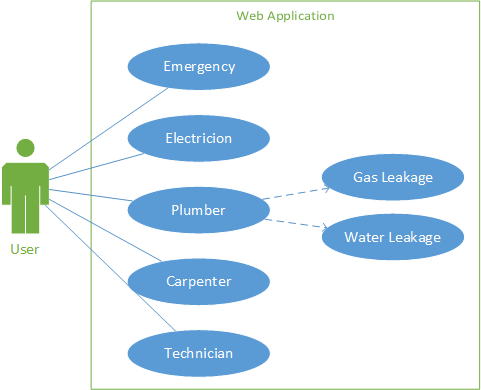 Web Application
Emergency
Electricion
Plumber
Gas Leakage
Water Leakage
User
Carpenter
Technician